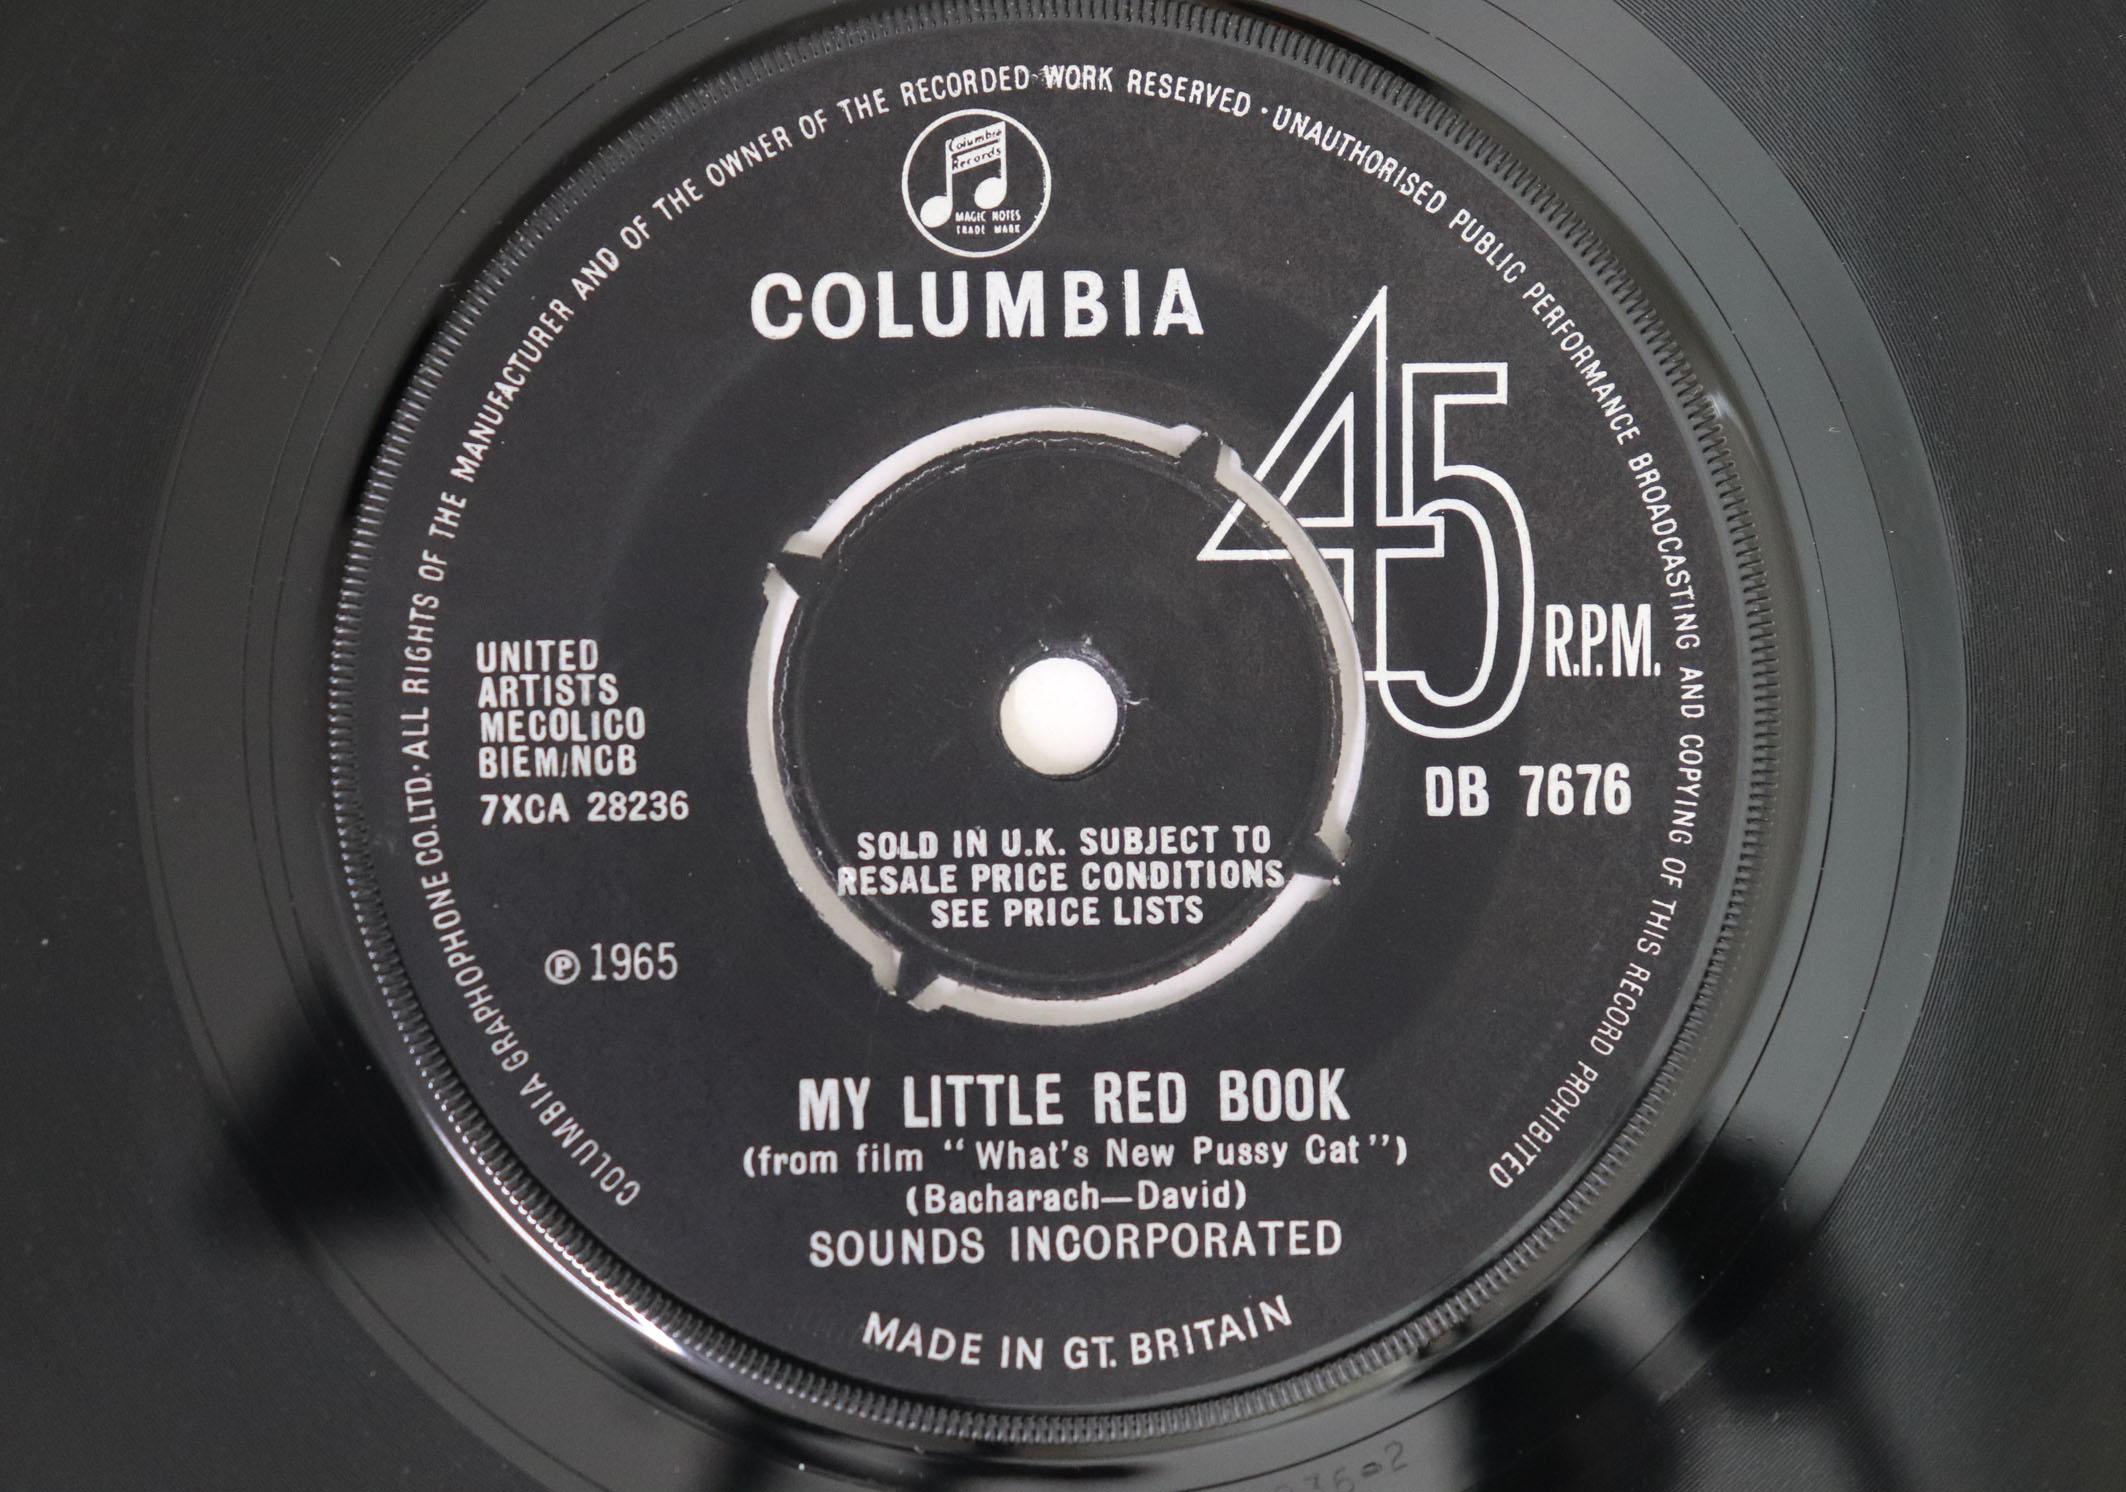 COLUMBIA GRAPHOPHONE CO. LTD. · ALL RIGHTS OF THE MANUFACTURER AND OF THE OWNER OF THE RECORDED WORK RESERVED · UNAUTHORISED PUBLIC PERFORMANCE BROADCASTING AND COPYING OF THIS RECORD PROHIBITED
Columbia
Records
MAGIC NOTES
TRADE MARK
COLUMBIA
45 R.P.M.
UNITED
ARTISTS
MECOLICO
BIEM/NCB
7XCA 28236
DB 7676
SOLD IN U.K. SUBJECT TO
RESALE PRICE CONDITIONS
SEE PRICE LISTS
℗ 1965
MY LITTLE RED BOOK
(from film "What's New Pussy Cat")
(Bacharach—David)
SOUNDS INCORPORATED
MADE IN GT. BRITAIN